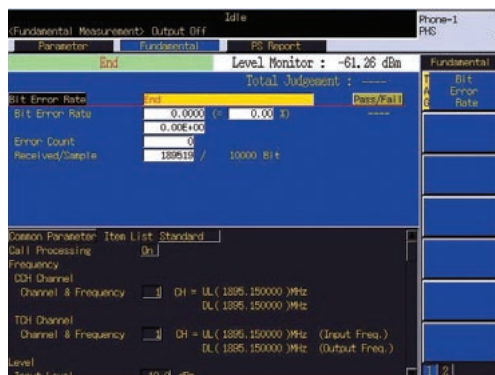 Idle
<Fundamental Measurement> Output Off
Phone-1
PHS
Parameter Fundamental PS Report
End Level Monitor : -61.26 dBm Fundamental
Total Judgement : ----
T A G Bit Error Rate
Bit Error Rate End Pass/Fail
Bit Error Rate 0.0000 (= 0.00 %) ----
0.00E+00
Error Count 0
Received/Sample 189519 / 10000 Bit
Common Parameter Item List Standard
Call Processing On
Frequency
CCH Channel
Channel & Frequency 1 CH = UL( 1895.150000 )MHz
DL( 1895.150000 )MHz
TCH Channel
Channel & Frequency 1 CH = UL( 1895.150000 )MHz (Input Freq.)
DL( 1895.150000 )MHz (Output Freq.)
Level
1 2